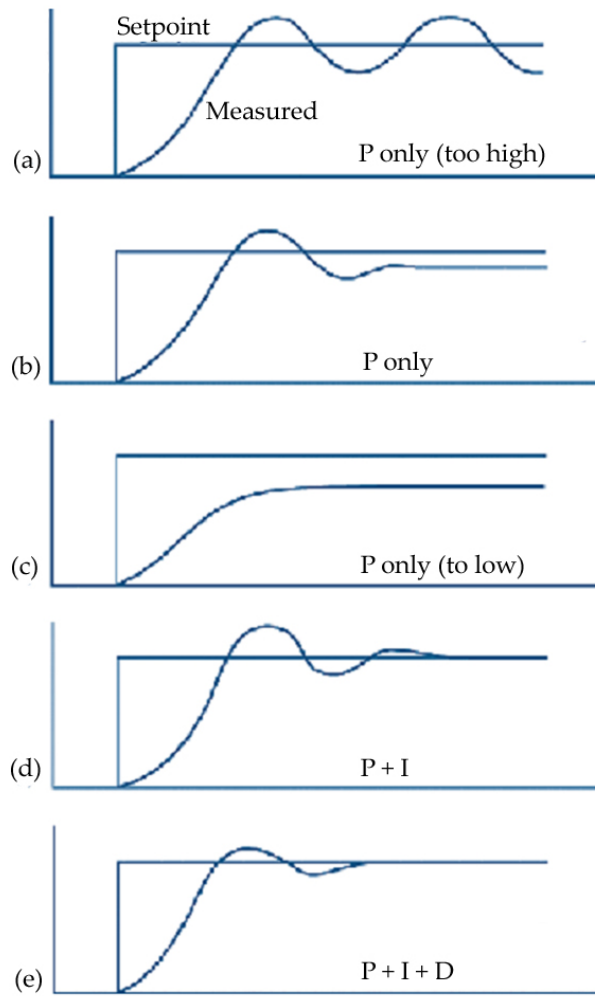 Setpoint
Measured
(a)
P only (too high)
(b)
P only
(c)
P only (to low)
(d)
P + I
(e)
P + I + D